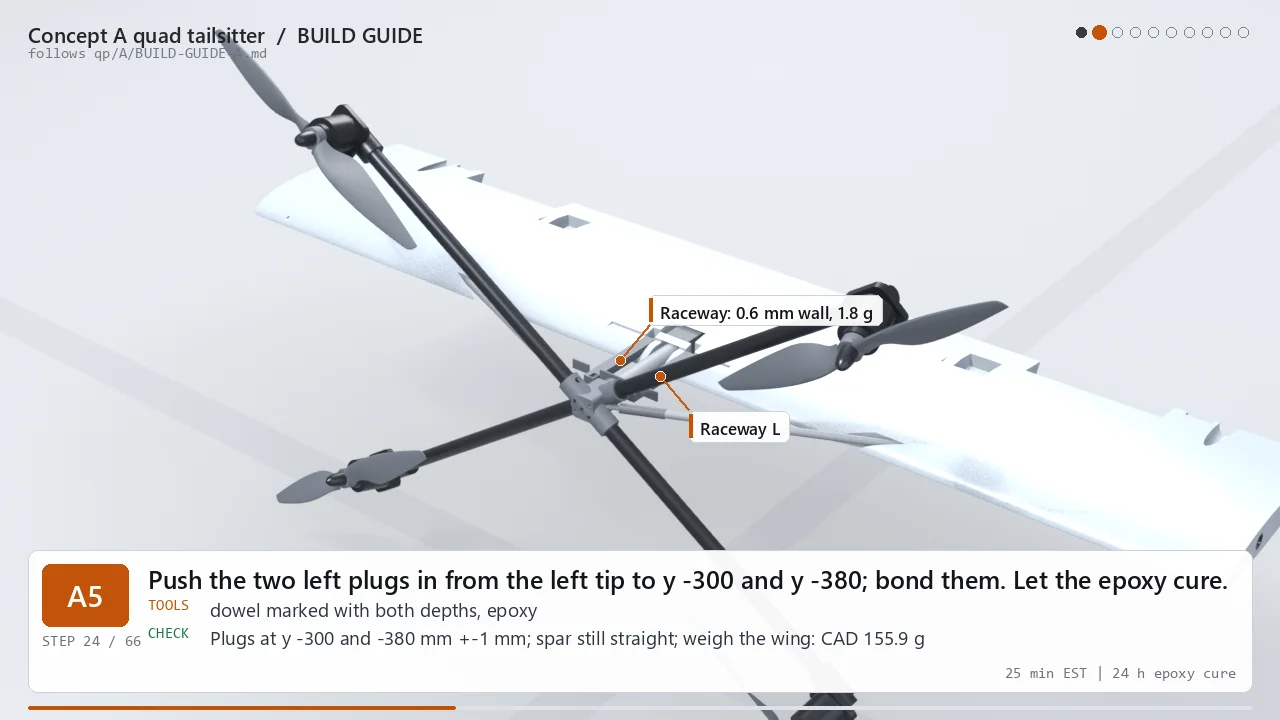 Concept A quad tailsitter / BUILD GUIDE
follows qp/A/BUILD-GUIDE-A.md
Raceway: 0.6 mm wall, 1.8 g
Raceway L
A5
Push the two left plugs in from the left tip to y -300 and y -380; bond them. Let the epoxy cure.
TOOLS dowel marked with both depths, epoxy
STEP 24 / 66
CHECK Plugs at y -300 and -380 mm +-1 mm; spar still straight; weigh the wing: CAD 155.9 g
25 min EST | 24 h epoxy cure